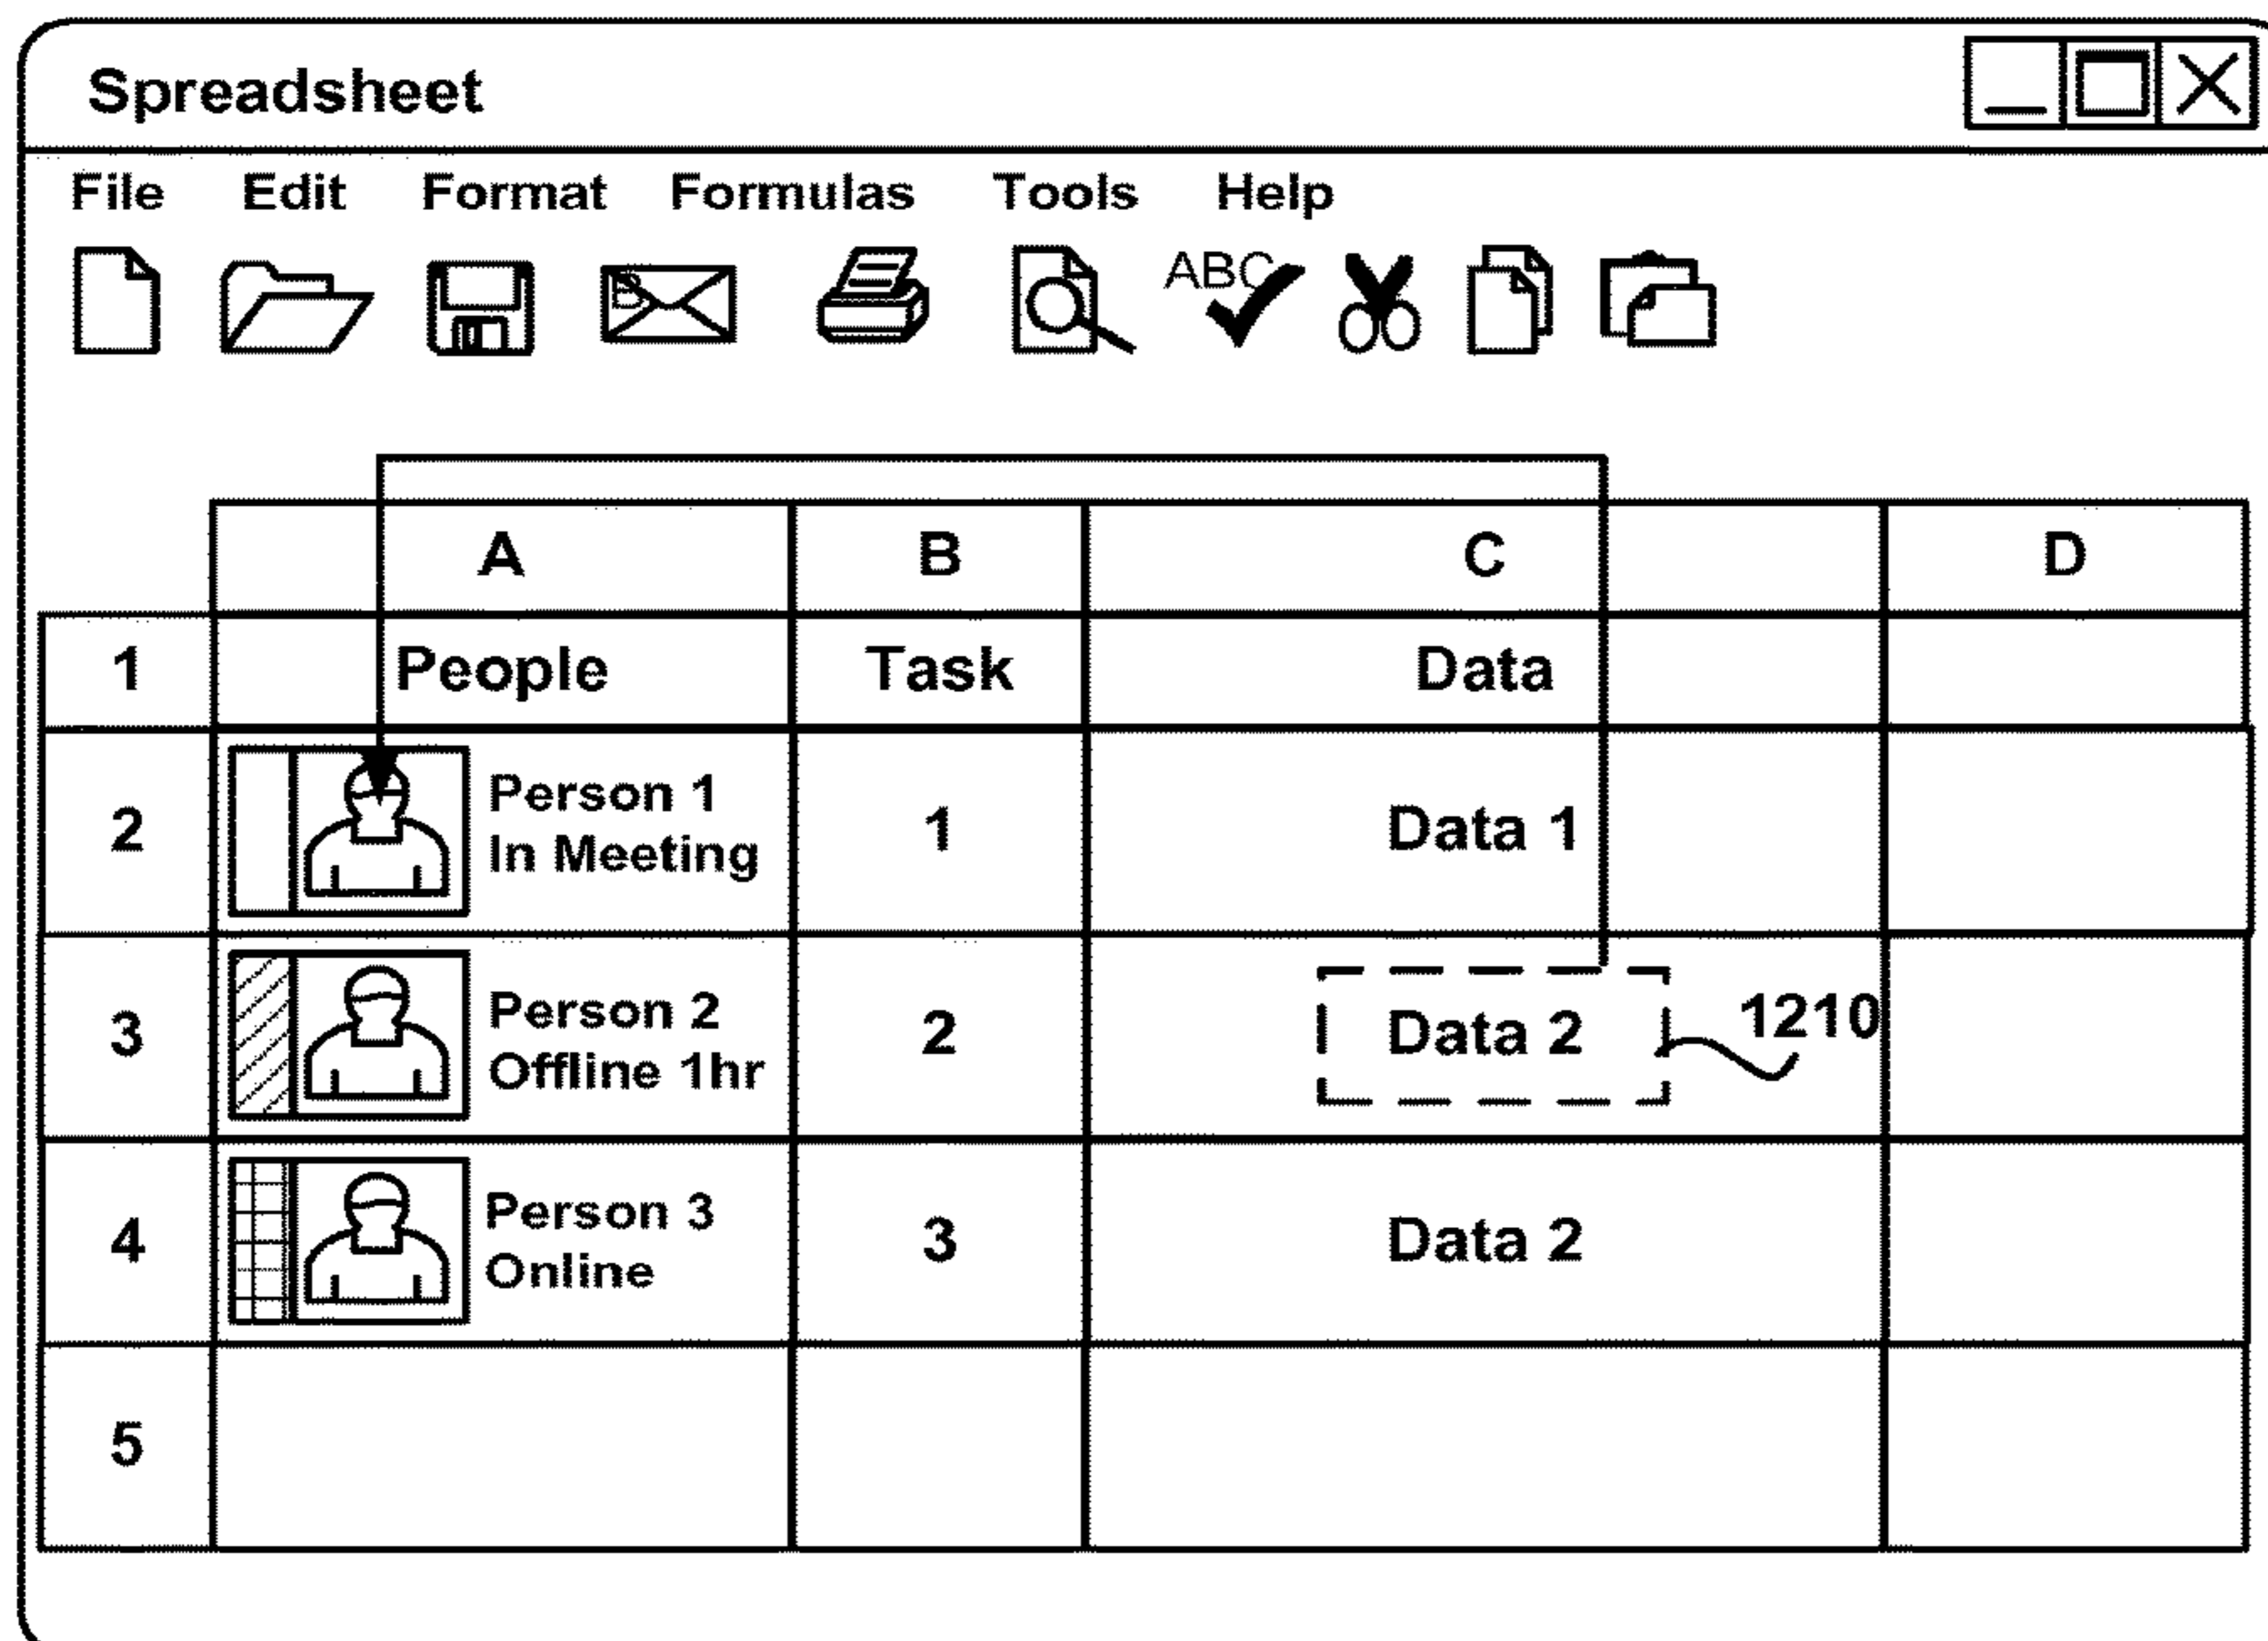 Spreadsheet
File Edit Format Formulas Tools Help
B ABC
A B C D
1 People Task Data
2 Person 1 In Meeting 1 Data 1
3 Person 2 Offline 1hr 2 Data 2 1210
4 Person 3 Online 3 Data 2
5